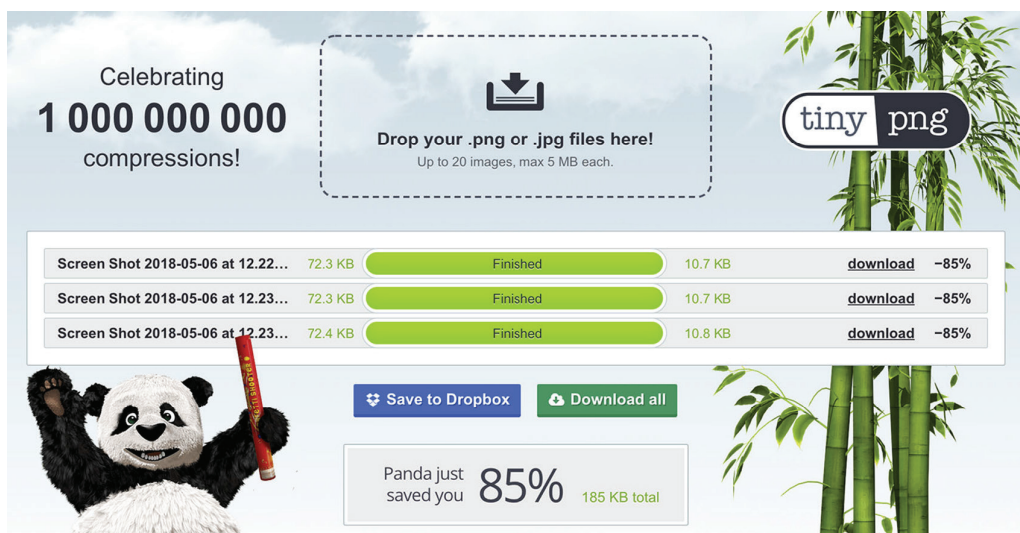 Celebrating
1 000 000 000
compressions!
Drop your .png or .jpg files here!
Up to 20 images, max 5 MB each.
tiny png
Screen Shot 2018-05-06 at 12.22... 72.3 KB Finished 10.7 KB download −85%
Screen Shot 2018-05-06 at 12.23... 72.3 KB Finished 10.7 KB download −85%
Screen Shot 2018-05-06 at 12.23... 72.4 KB Finished 10.8 KB download −85%
Save to Dropbox
Download all
Panda just
saved you
85%
185 KB total